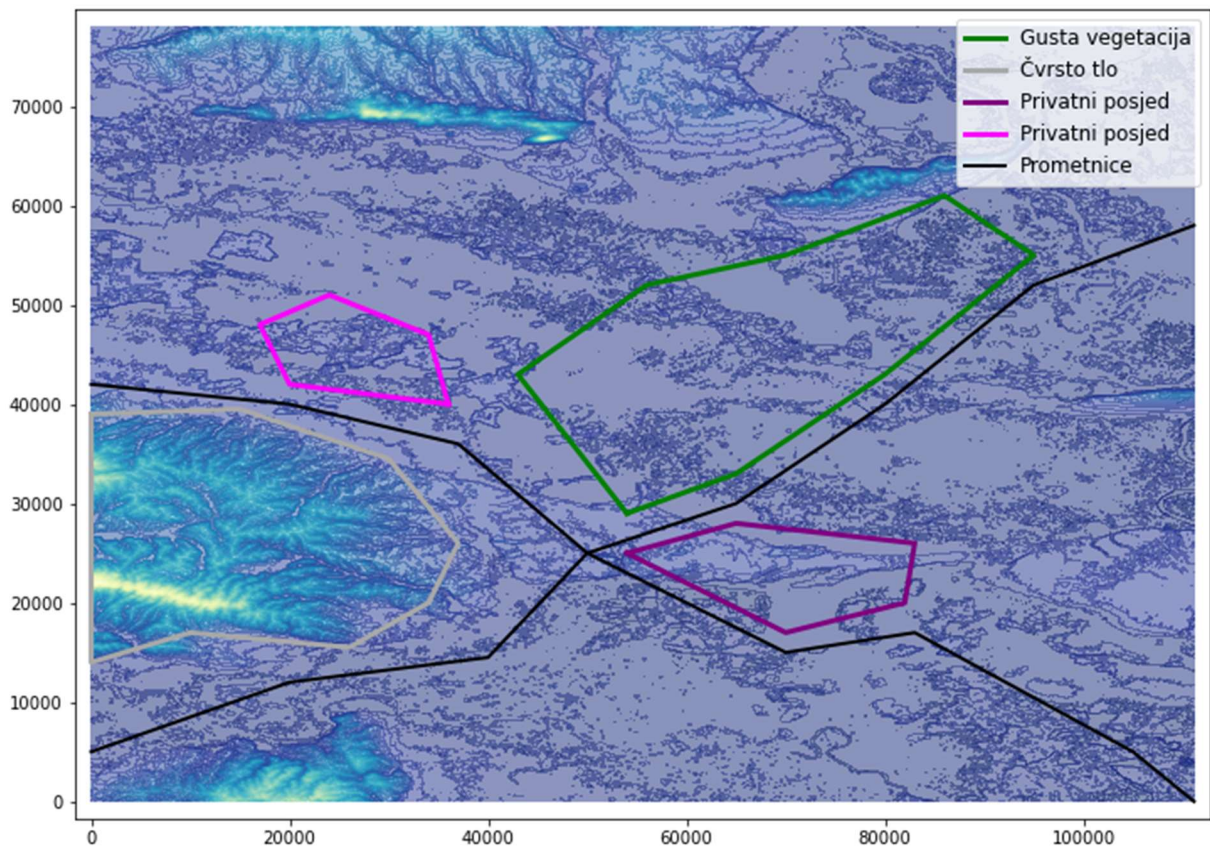 Gusta vegetacija
Čvrsto tlo
Privatni posjed
Privatni posjed
Prometnice
70000
60000
50000
40000
30000
20000
10000
0
0 20000 40000 60000 80000 100000